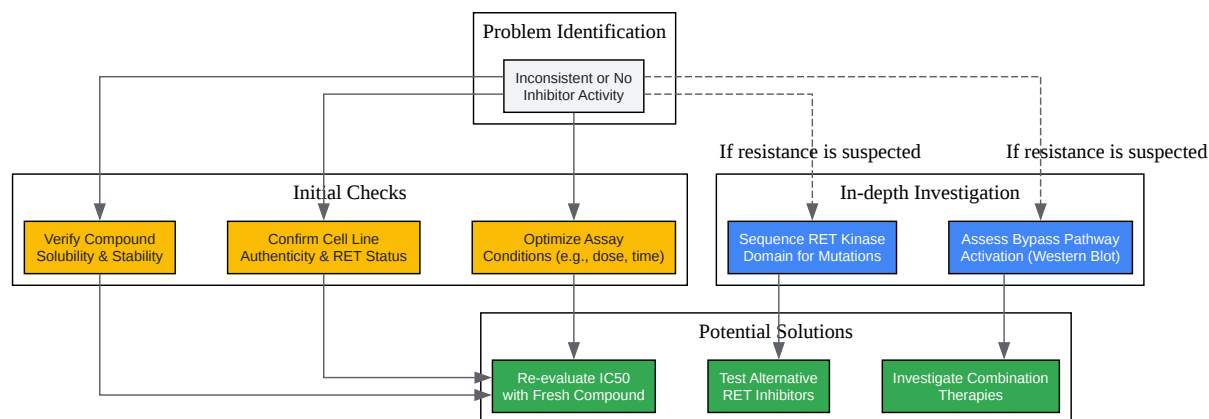 Problem Identification
Inconsistent or No
Inhibitor Activity
If resistance is suspected
If resistance is suspected
Initial Checks
In-depth Investigation
Verify Compound
Solubility & Stability
Confirm Cell Line
Authenticity & RET Status
Optimize Assay
Conditions (e.g., dose, time)
Sequence RET Kinase
Domain for Mutations
Assess Bypass Pathway
Activation (Western Blot)
Potential Solutions
Re-evaluate IC50
with Fresh Compound
Test Alternative
RET Inhibitors
Investigate Combination
Therapies